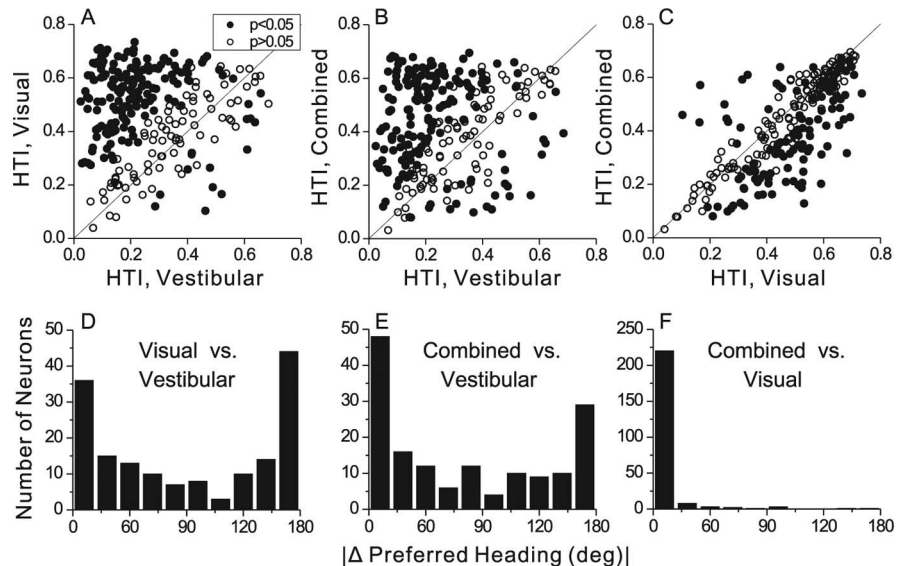 A
p<0.05
p>0.05
HTI, Visual
0.8
0.6
0.4
0.2
0.0
0.0 0.2 0.4 0.6 0.8
HTI, Vestibular
B
HTI, Combined
0.8
0.6
0.4
0.2
0.0
0.0 0.2 0.4 0.6 0.8
HTI, Vestibular
C
HTI, Combined
0.8
0.6
0.4
0.2
0.0
0.0 0.2 0.4 0.6 0.8
HTI, Visual
D
Visual vs.
Vestibular
Number of Neurons
50
40
30
20
10
0
0 60 90 120 180
E
Combined vs.
Vestibular
50
40
30
20
10
0
0 60 90 120 180
F
Combined vs.
Visual
250
200
150
100
50
0
0 60 90 120 180
|Δ Preferred Heading (deg)|